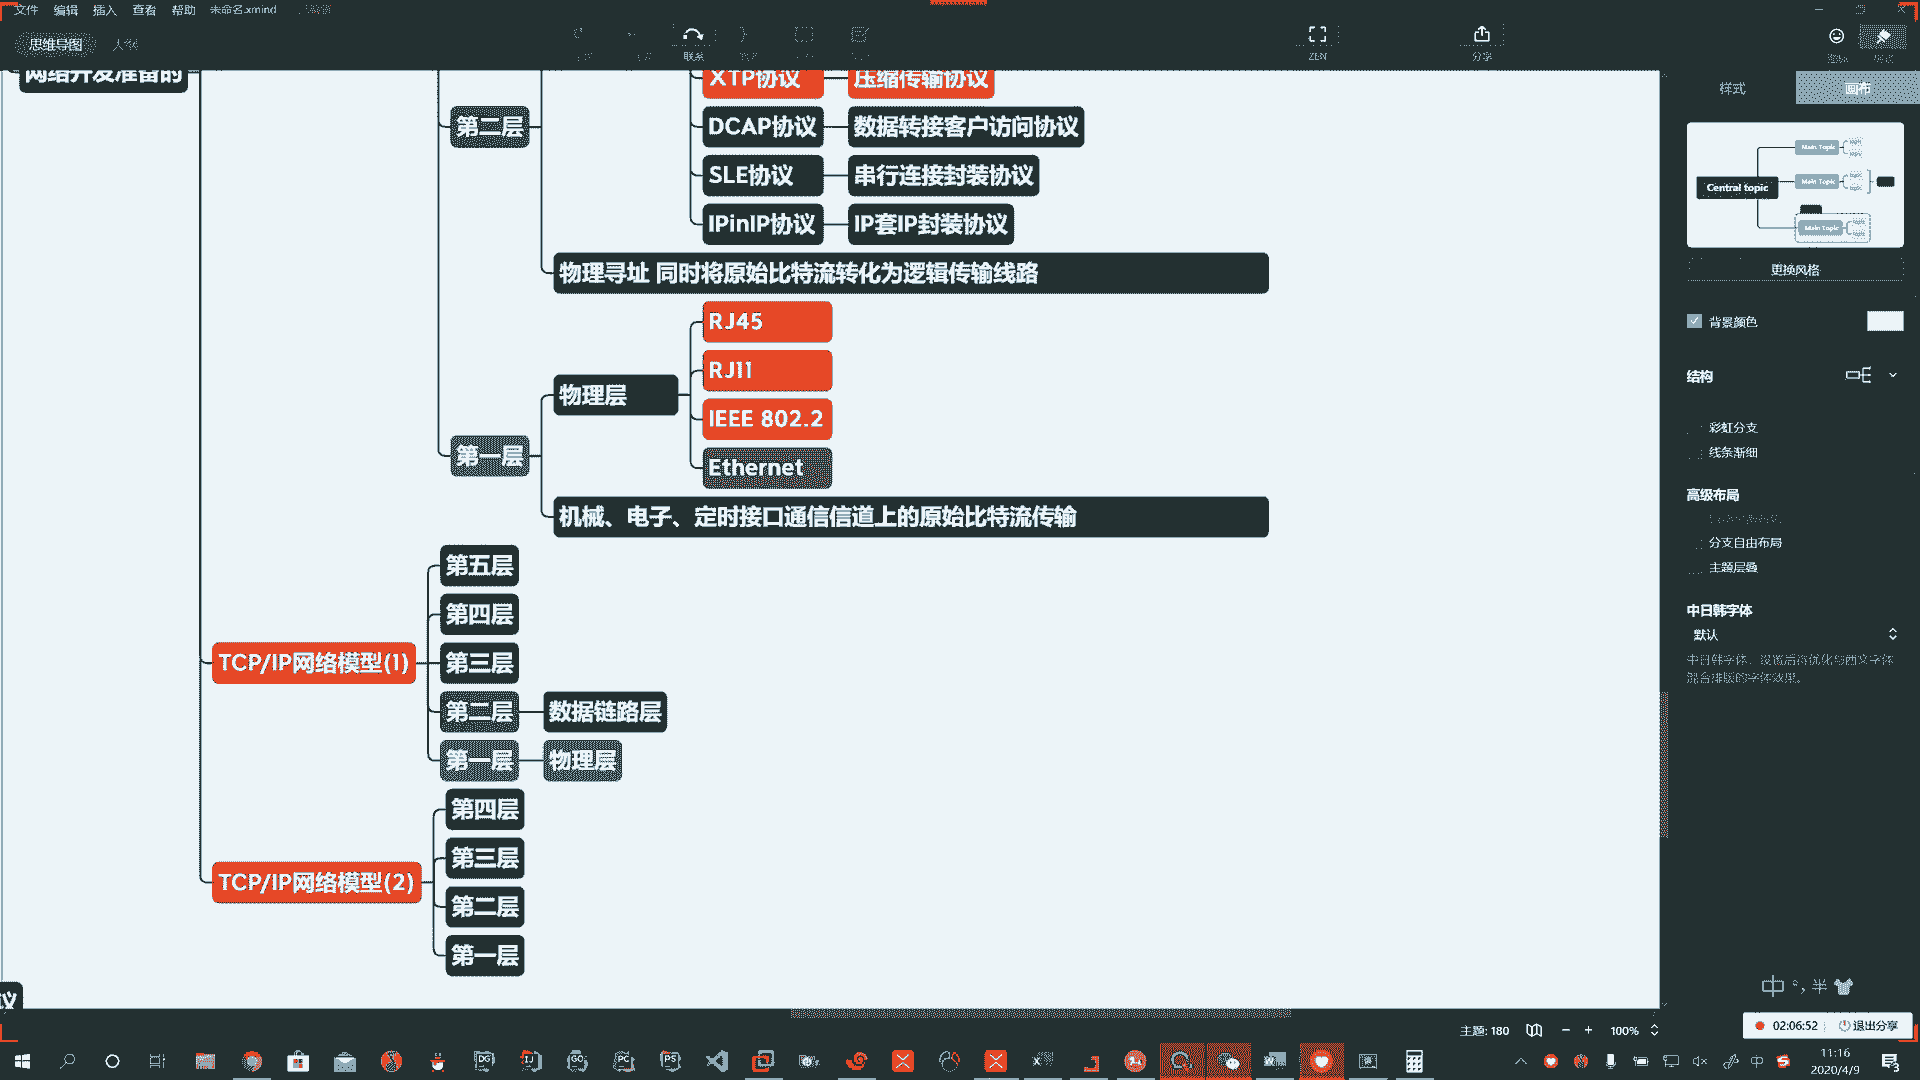 文件 编辑 插入 查看 帮助 未命名.xmind
思维导图
联系
ZEN
分享
网络开发准备的
XTP协议 压缩传输协议
第二层
DCAP协议 数据转接客户访问协议
SLE协议 串行连接封装协议
IPinIP协议 IP套IP封装协议
物理寻址 同时将原始比特流转化为逻辑传输线路
RJ45
RJ11
物理层
IEEE 802.2
第一层
Ethernet
机械、电子、定时接口通信信道上的原始比特流传输
第五层
第四层
TCP/IP网络模型(1)
第三层
第二层 数据链路层
第一层 物理层
第四层
第三层
TCP/IP网络模型(2)
第二层
第一层
议
样式 画布
Central topic
Main Topic
Main Topic
Main Topic
更换风格
背景颜色
结构
彩虹分支
线条渐细
高级布局
分支自由布局
主题层叠
中日韩字体
默认
中日韩字体，设置后将优化与西文字体
混合排版的字体效果。
中 °, 半
主题: 180
100%
02:06:52 退出分享
中
11:16
2020/4/9